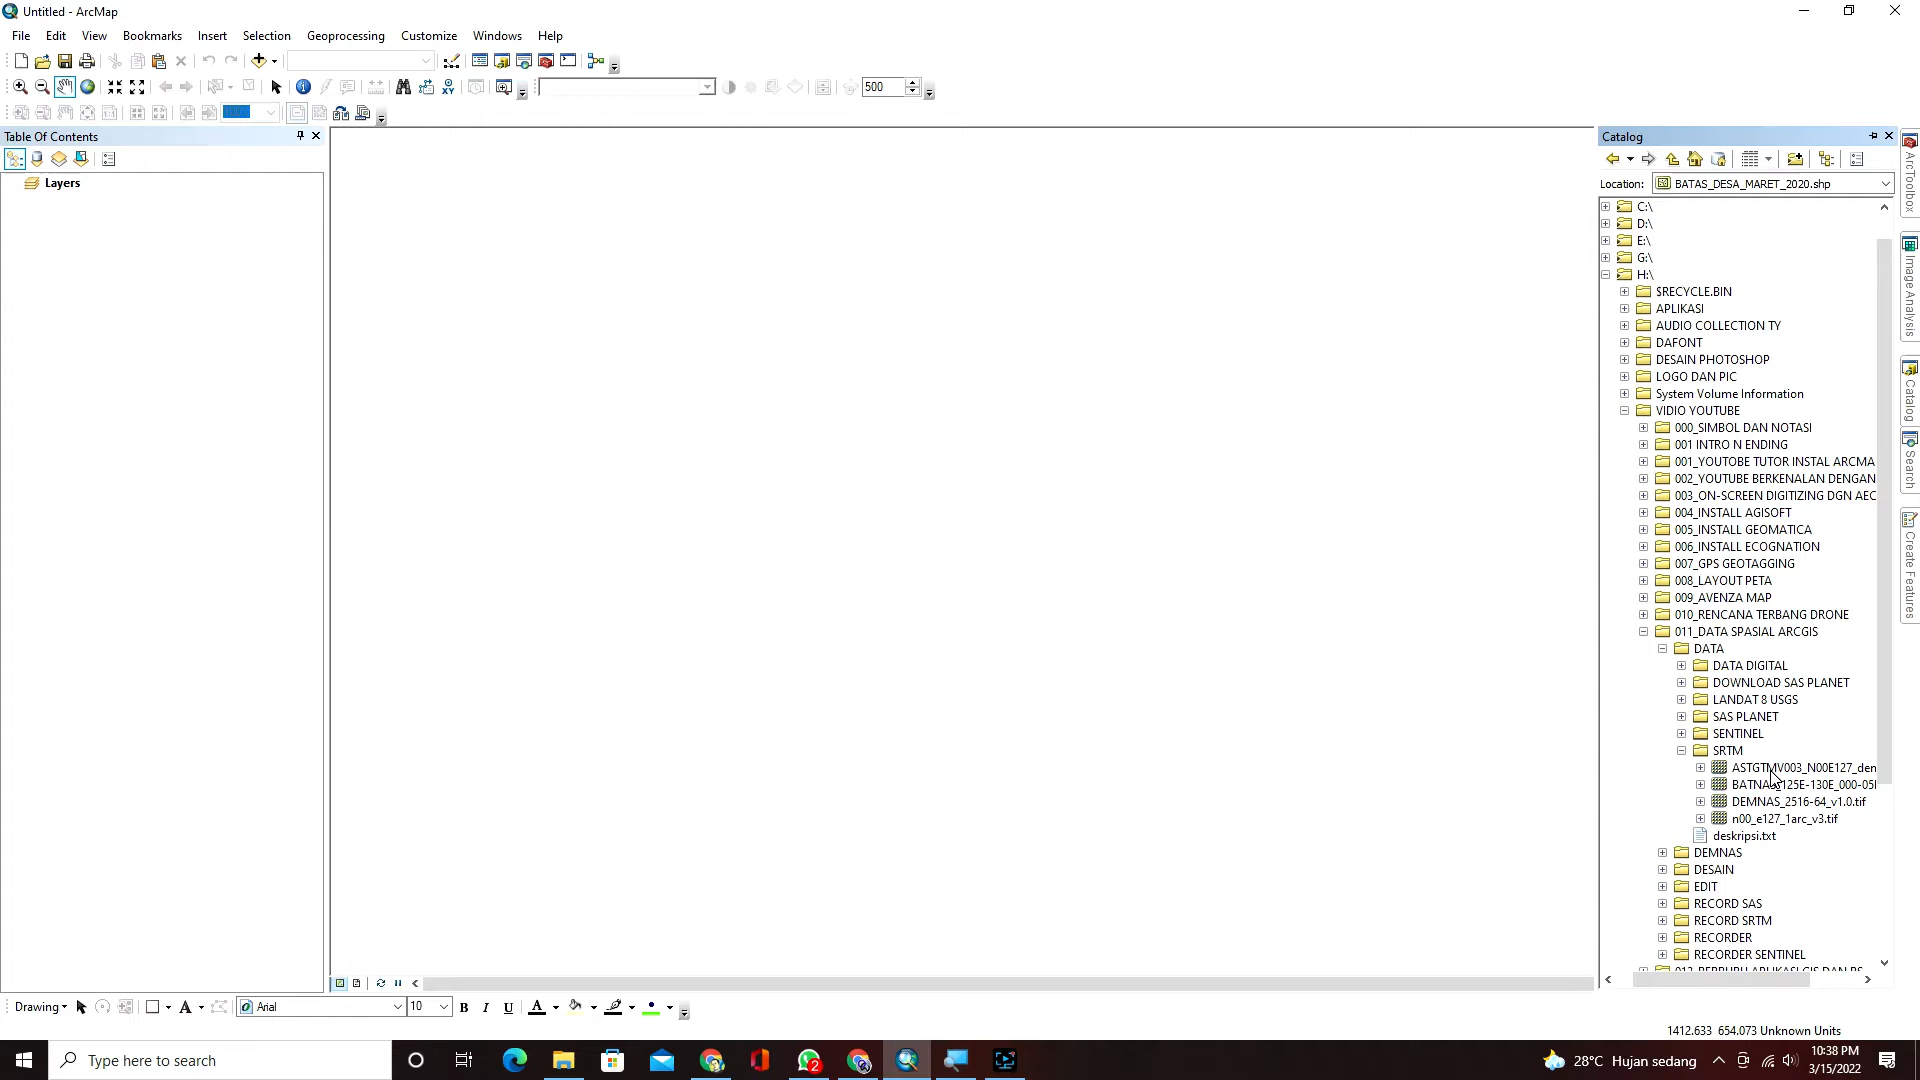 Untitled - ArcMap
File Edit View Bookmarks Insert Selection Geoprocessing Customize Windows Help
500
100%
Table Of Contents
Layers
Catalog
Location: BATAS_DESA_MARET_2020.shp
C:\
D:\
E:\
G:\
H:\
$RECYCLE.BIN
APLIKASI
AUDIO COLLECTION TY
DAFONT
DESAIN PHOTOSHOP
LOGO DAN PIC
System Volume Information
VIDIO YOUTUBE
000_SIMBOL DAN NOTASI
001 INTRO N ENDING
001_YOUTOBE TUTOR INSTAL ARCMA
002_YOUTUBE BERKENALAN DENGAN
003_ON-SCREEN DIGITIZING DGN AEC
004_INSTALL AGISOFT
005_INSTALL GEOMATICA
006_INSTALL ECOGNATION
007_GPS GEOTAGGING
008_LAYOUT PETA
009_AVENZA MAP
010_RENCANA TERBANG DRONE
011_DATA SPASIAL ARCGIS
DATA
DATA DIGITAL
DOWNLOAD SAS PLANET
LANDAT 8 USGS
SAS PLANET
SENTINEL
SRTM
ASTGTMV003_N00E127_den
BATNAS_125E-130E_000-05
DEMNAS_2516-64_v1.0.tif
n00_e127_1arc_v3.tif
deskripsi.txt
DEMNAS
DESAIN
EDIT
RECORD SAS
RECORD SRTM
RECORDER
RECORDER SENTINEL
ArcToolbox
Image Analysis
Catalog
Search
Create Features
Drawing Arial 10 B I U A
1412.633 654.073 Unknown Units
Type here to search
2
28°C Hujan sedang
10:38 PM
3/15/2022